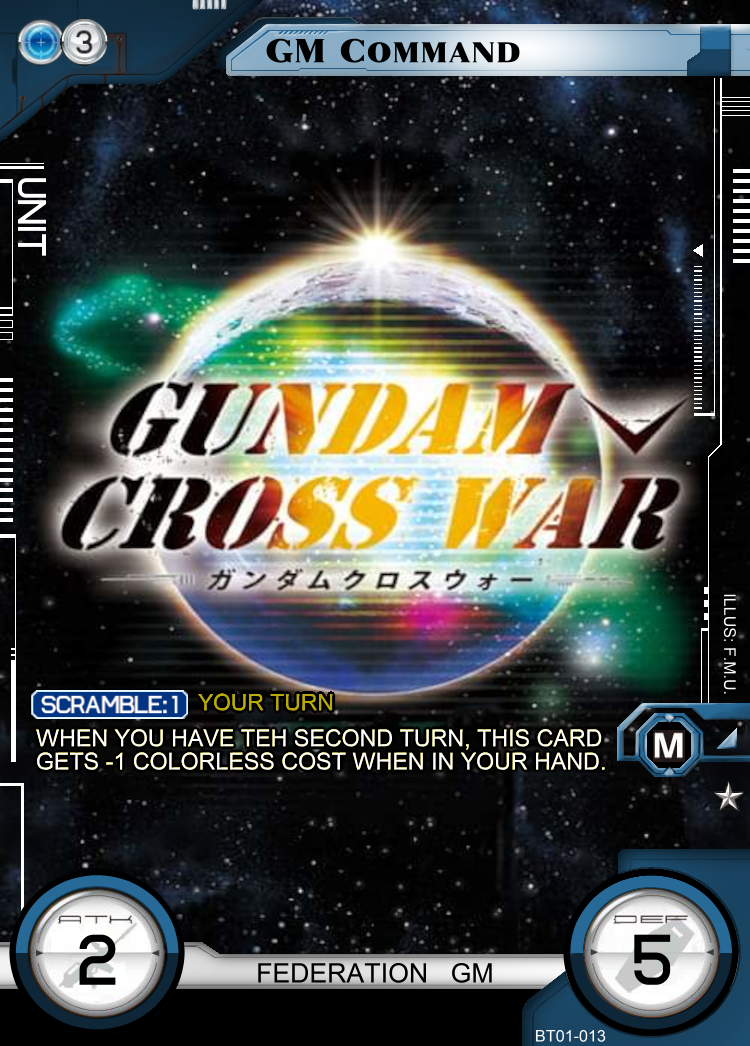 3
GM COMMAND
UNIT
GUNDAM
CROSS WAR
ガンダムクロスウォー
ILLUS: F.M.U.
SCRAMBLE:1 YOUR TURN
WHEN YOU HAVE TEH SECOND TURN, THIS CARD
GETS -1 COLORLESS COST WHEN IN YOUR HAND.
M
ATK
2
DEF
5
FEDERATION GM
BT01-013